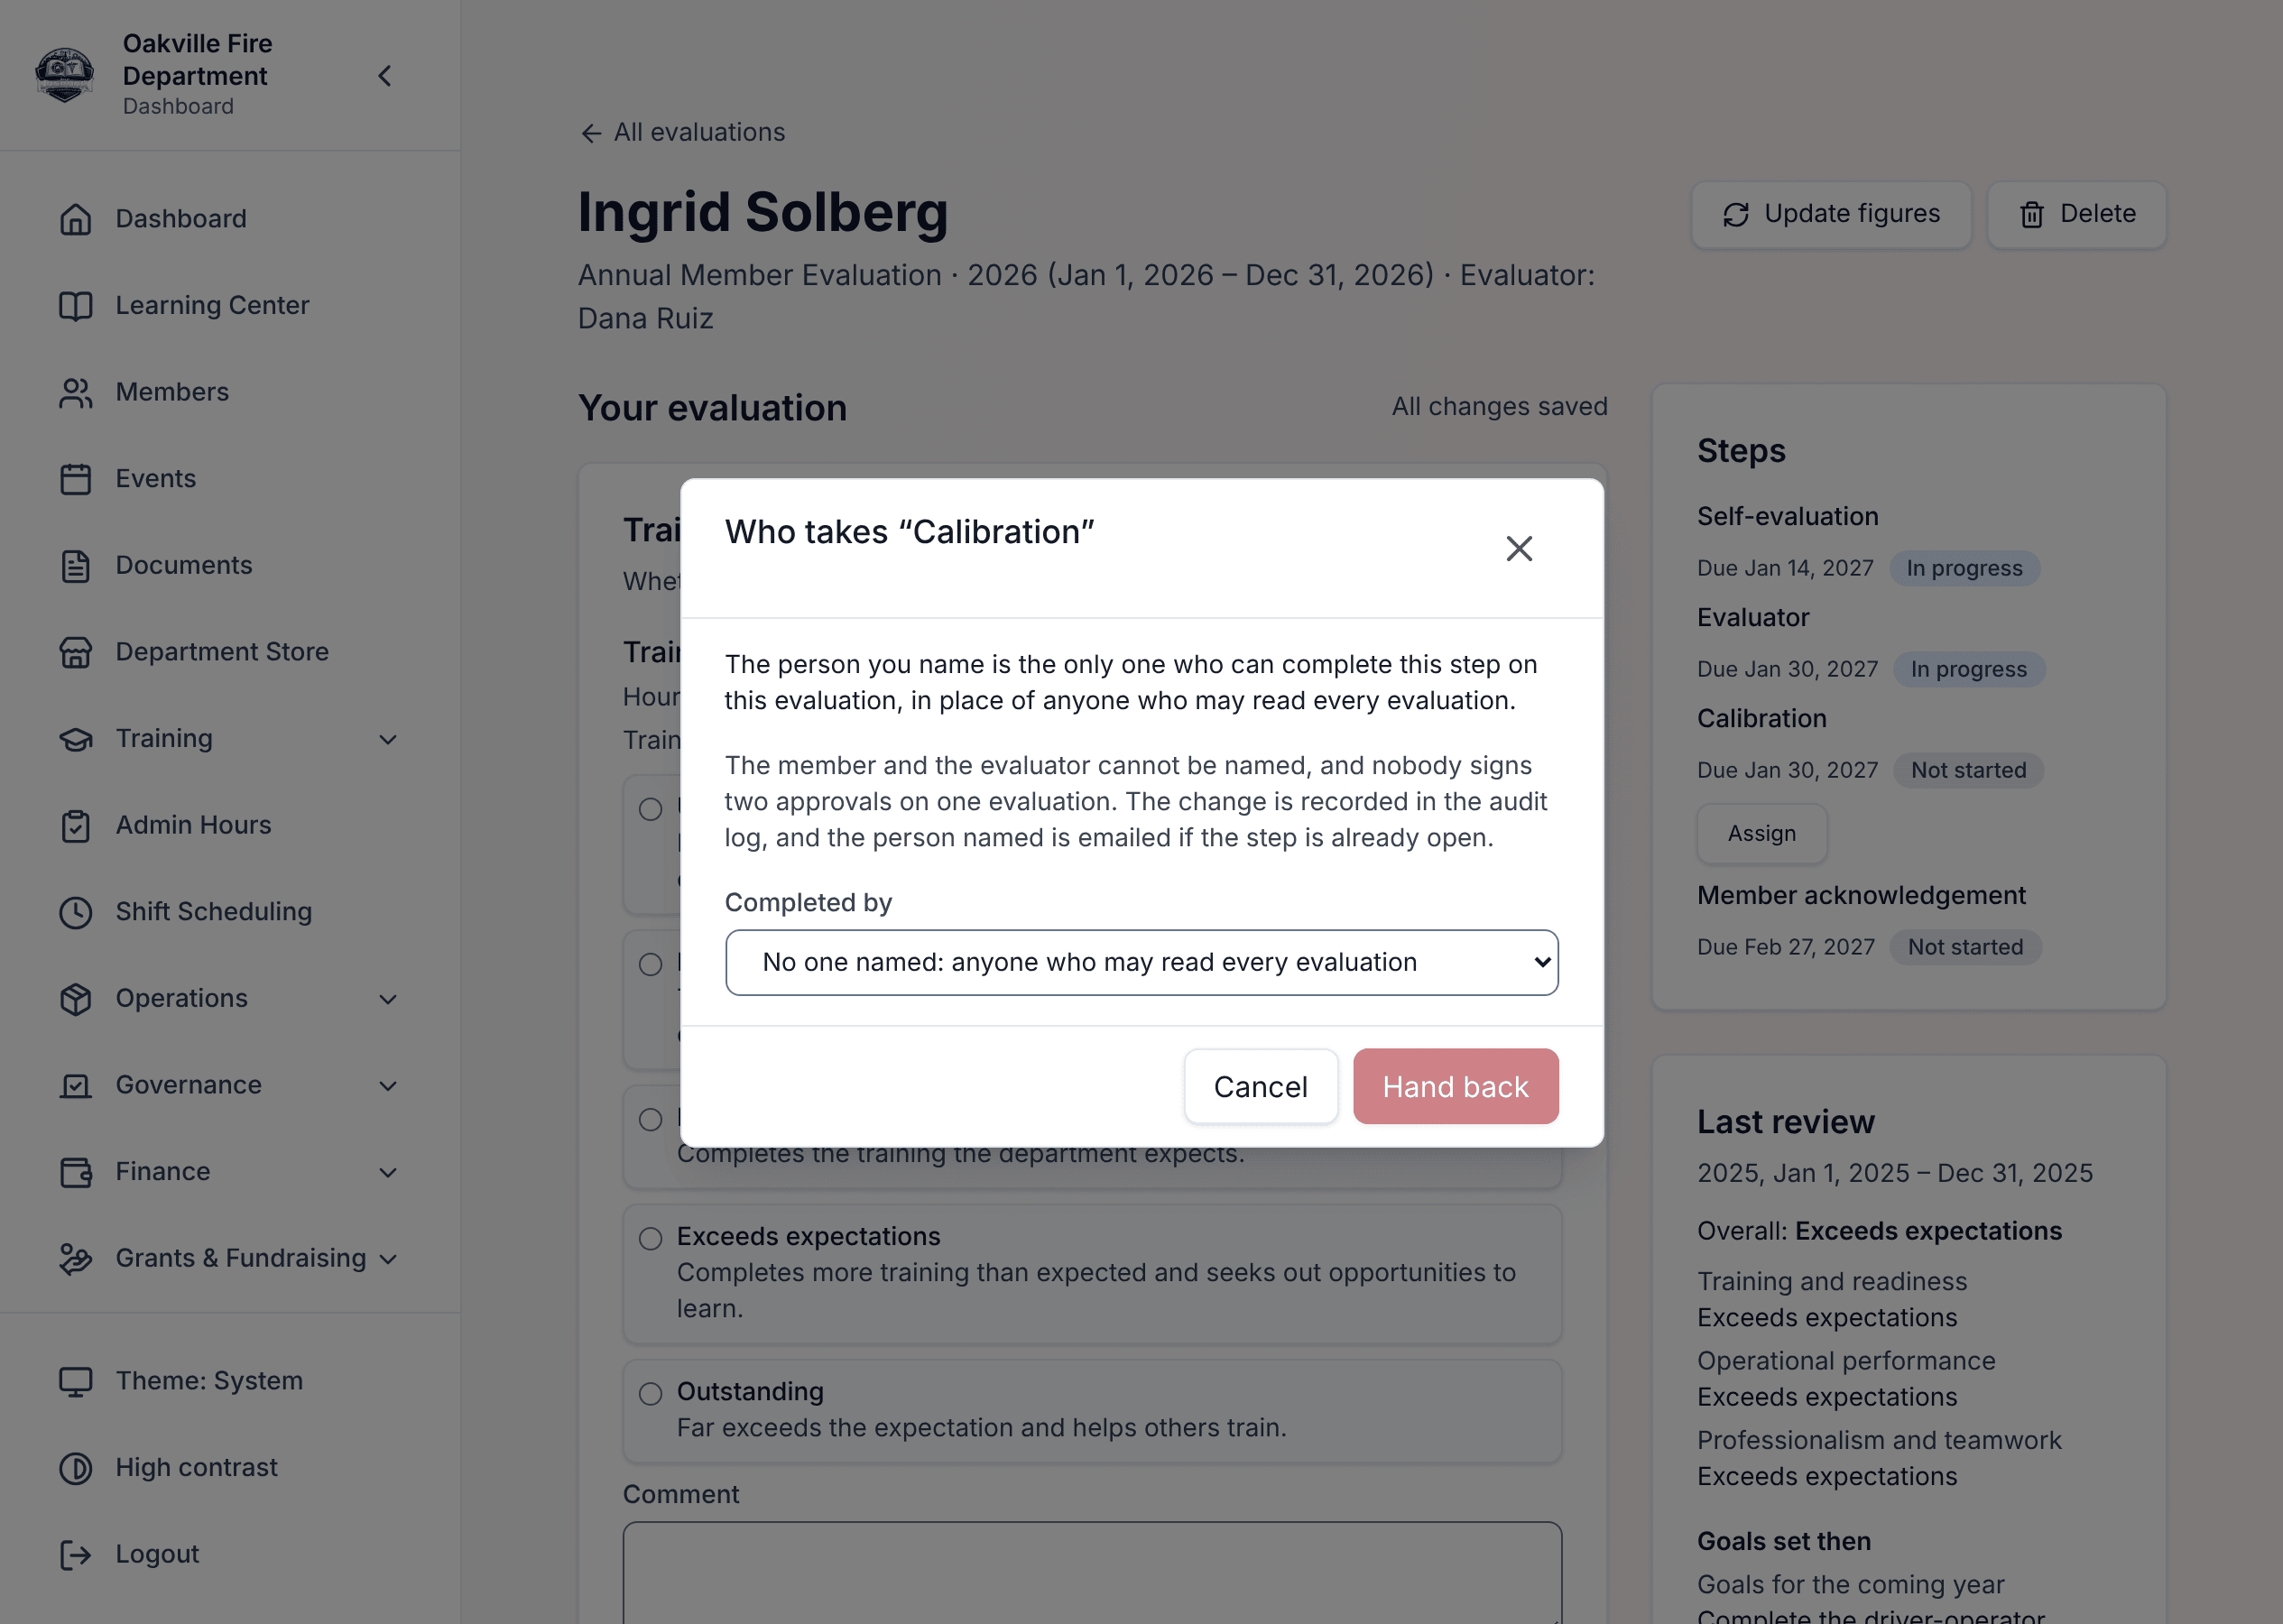 Oakville Fire
Department
Dashboard
Dashboard
Learning Center
Members
Events
Documents
Department Store
Training
Admin Hours
Shift Scheduling
Operations
Governance
Finance
Grants & Fundraising
Theme: System
High contrast
Logout
All evaluations
Ingrid Solberg
Annual Member Evaluation · 2026 (Jan 1, 2026 – Dec 31, 2026) · Evaluator:
Dana Ruiz
Update figures
Delete
Your evaluation
All changes saved
Who takes “Calibration”
The person you name is the only one who can complete this step on
this evaluation, in place of anyone who may read every evaluation.
The member and the evaluator cannot be named, and nobody signs
two approvals on one evaluation. The change is recorded in the audit
log, and the person named is emailed if the step is already open.
Completed by
No one named: anyone who may read every evaluation
Cancel
Hand back
Completes the training the department expects.
Exceeds expectations
Completes more training than expected and seeks out opportunities to
learn.
Outstanding
Far exceeds the expectation and helps others train.
Comment
Steps
Self-evaluation
Due Jan 14, 2027 In progress
Evaluator
Due Jan 30, 2027 In progress
Calibration
Due Jan 30, 2027 Not started
Assign
Member acknowledgement
Due Feb 27, 2027 Not started
Last review
2025, Jan 1, 2025 – Dec 31, 2025
Overall: Exceeds expectations
Training and readiness
Exceeds expectations
Operational performance
Exceeds expectations
Professionalism and teamwork
Exceeds expectations
Goals set then
Goals for the coming year
Complete the driver-operator